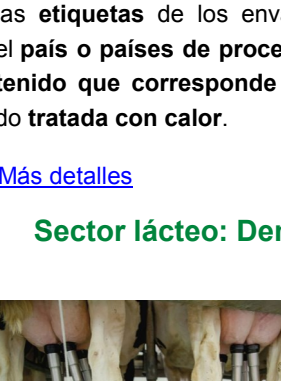 as etiquetas de los env
el país o países de proce
tenido que corresponde
do tratada con calor.
Más detalles
Sector lácteo: Der